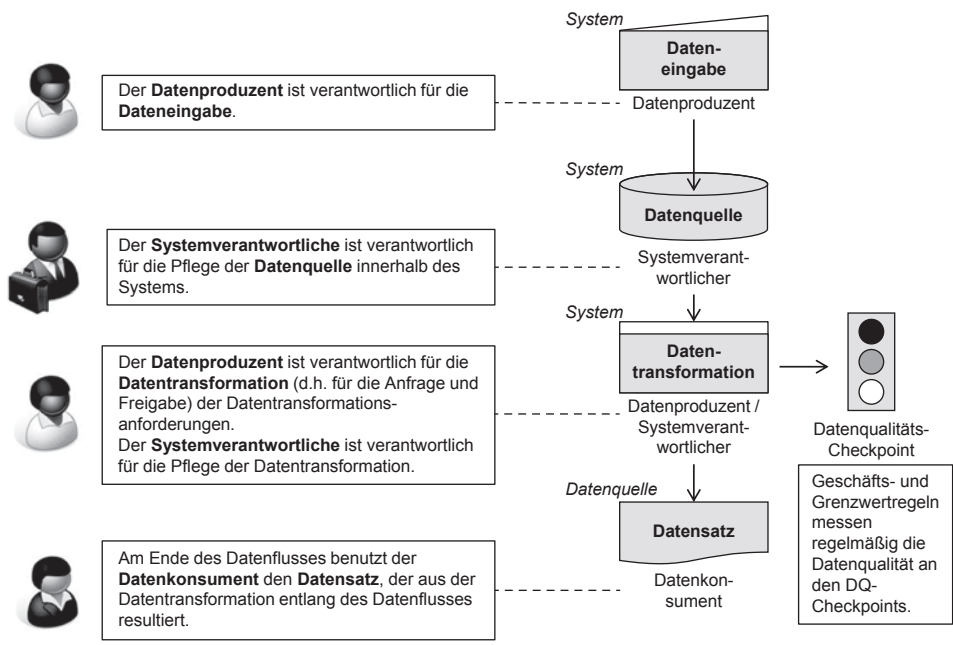 System
Daten-
eingabe
Der Datenproduzent ist verantwortlich für die
Dateneingabe.
Datenproduzent
System
Datenquelle
Der Systemverantwortliche ist verantwortlich
für die Pflege der Datenquelle innerhalb des
Systems.
Systemverant-
wortlicher
System
Daten-
transformation
Der Datenproduzent ist verantwortlich für die
Datentransformation (d.h. für die Anfrage und
Freigabe) der Datentransformations-
anforderungen.
Der Systemverantwortliche ist verantwortlich
für die Pflege der Datentransformation.
Datenproduzent /
Systemverant-
wortlicher
Datenqualitäts-
Checkpoint
Geschäfts- und
Grenzwertregeln
messen
regelmäßig die
Datenqualität an
den DQ-
Checkpoints.
Datenquelle
Datensatz
Am Ende des Datenflusses benutzt der
Datenkonsument den Datensatz, der aus der
Datentransformation entlang des Datenflusses
resultiert.
Datenkon-
sument